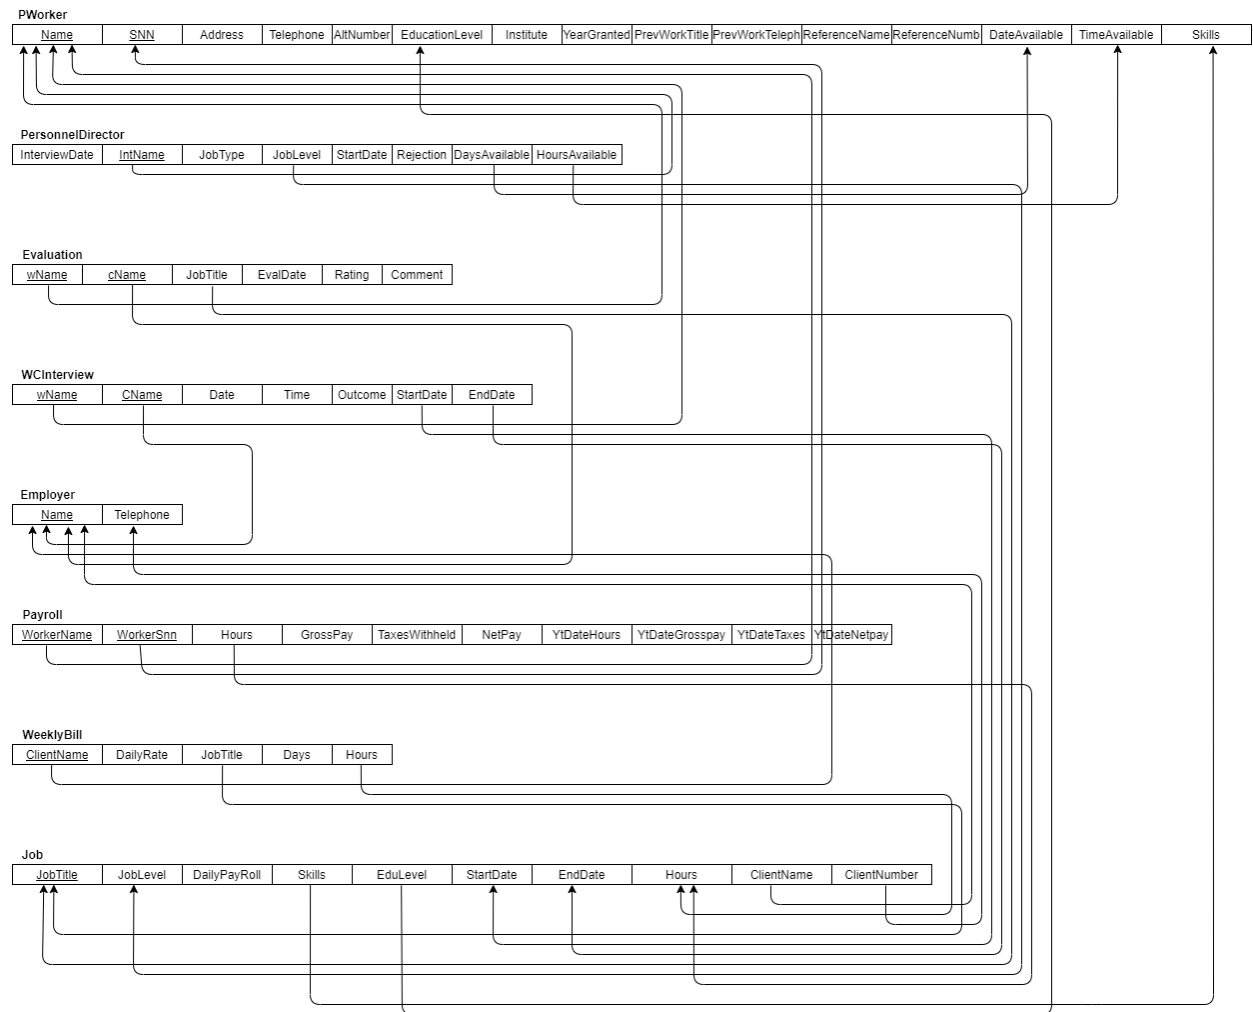 PWorker
Name SNN Address Telephone AltNumber EducationLevel Institute YearGranted PrevWorkTitle PrevWorkTeleph ReferenceName ReferenceNumb DateAvailable TimeAvailable Skills
PersonnelDirector
InterviewDate IntName JobType JobLevel StartDate Rejection DaysAvailable HoursAvailable
Evaluation
wName cName JobTitle EvalDate Rating Comment
WCInterview
wName CName Date Time Outcome StartDate EndDate
Employer
Name Telephone
Payroll
WorkerName WorkerSnn Hours GrossPay TaxesWithheld NetPay YtDateHours YtDateGrosspay YtDateTaxes YtDateNetpay
WeeklyBill
ClientName DailyRate JobTitle Days Hours
Job
JobTitle JobLevel DailyPayRoll Skills EduLevel StartDate EndDate Hours ClientName ClientNumber